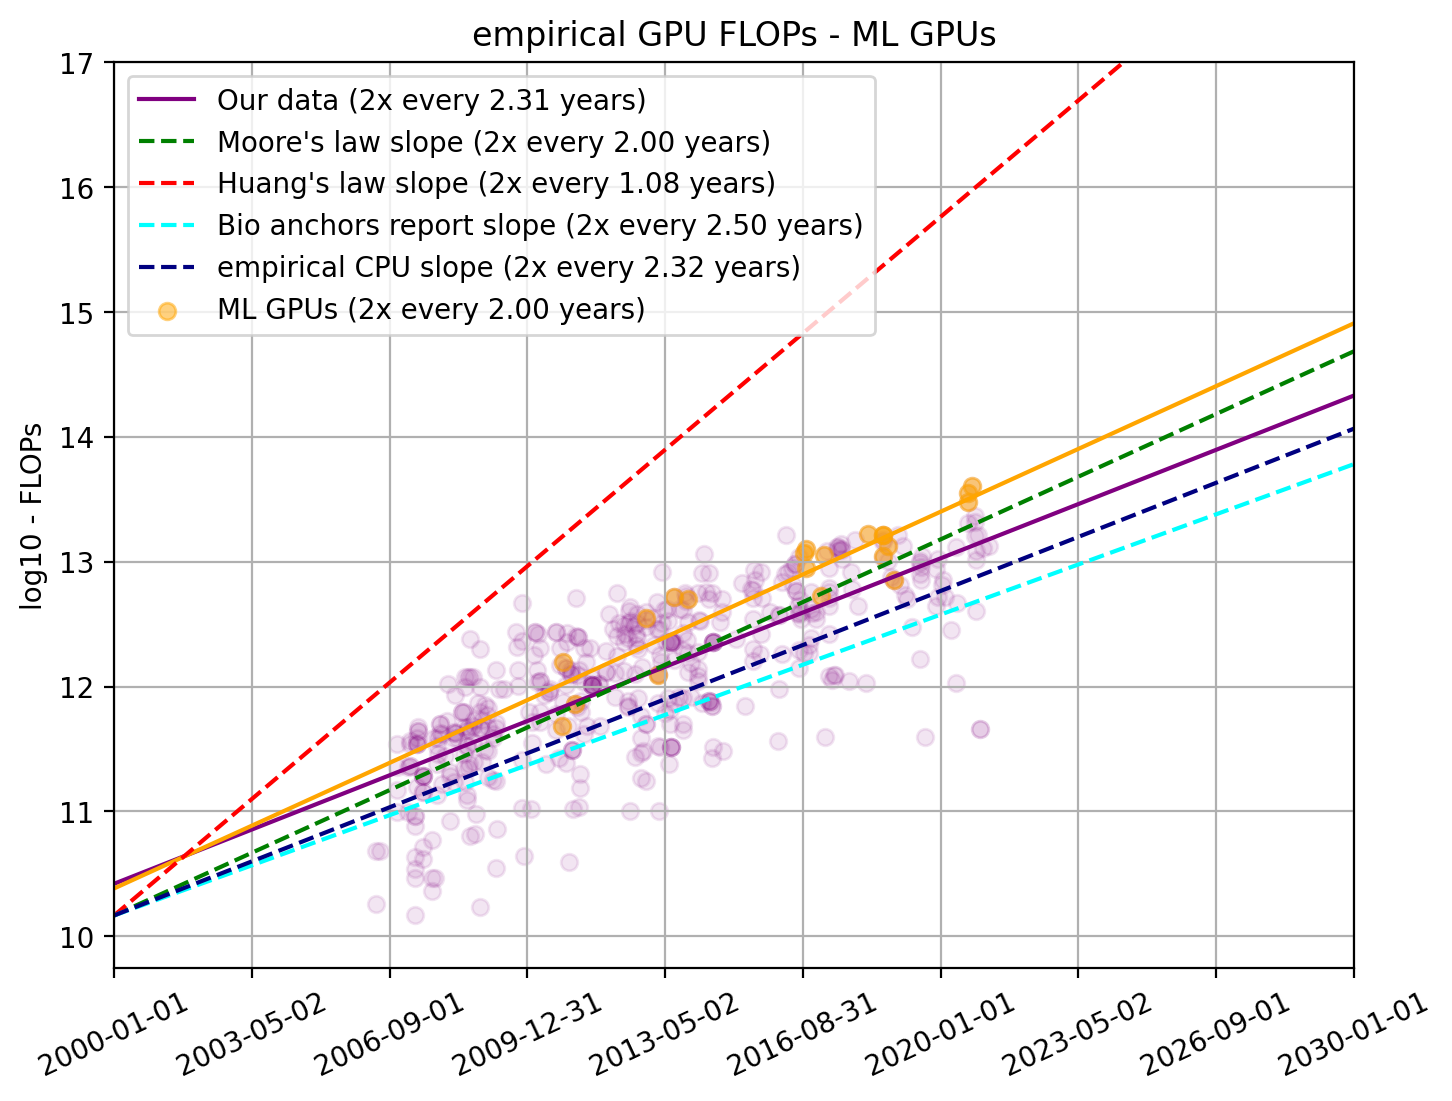 empirical GPU FLOPs - ML GPUs
17
16
15
14
13
12
11
10
log10 - FLOPs
Our data (2x every 2.31 years)
Moore's law slope (2x every 2.00 years)
Huang's law slope (2x every 1.08 years)
Bio anchors report slope (2x every 2.50 years)
empirical CPU slope (2x every 2.32 years)
ML GPUs (2x every 2.00 years)
2000-01-01
2003-05-02
2006-09-01
2009-12-31
2013-05-02
2016-08-31
2020-01-01
2023-05-02
2026-09-01
2030-01-01